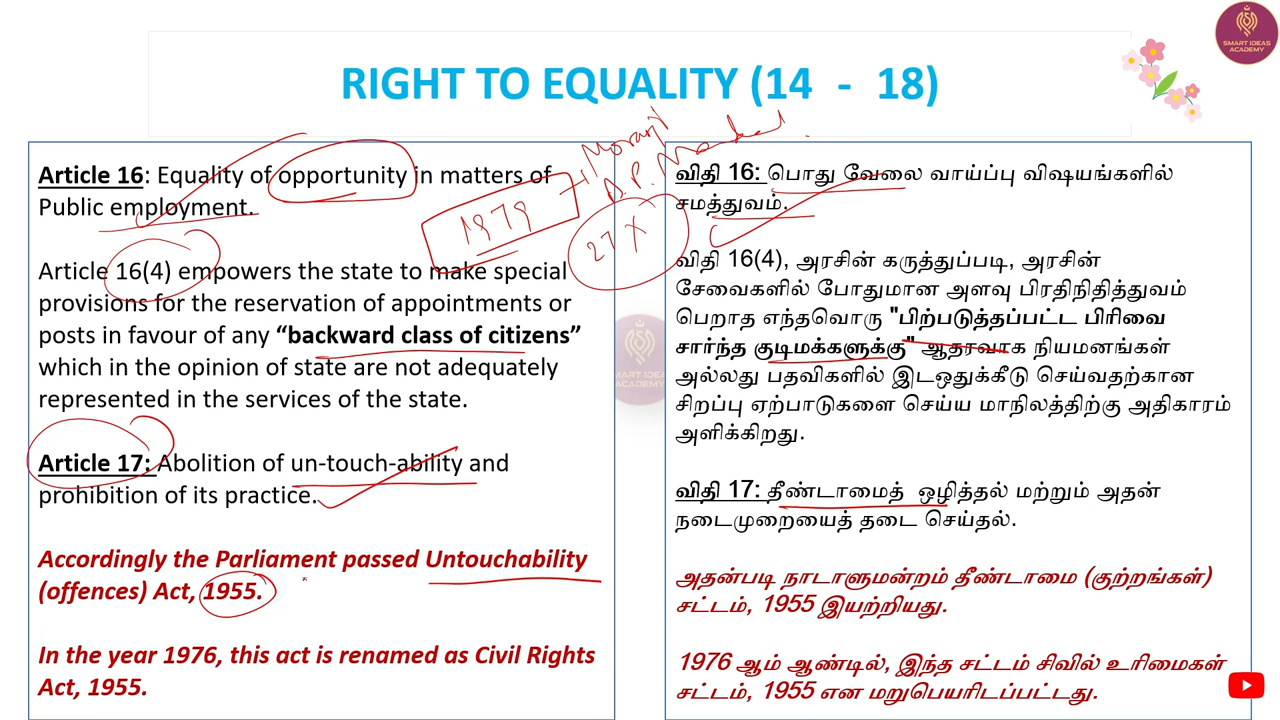 SMART IDEAS
ACADEMY
RIGHT TO EQUALITY (14 - 18)
Article 16: Equality of opportunity in matters of
Public employment.
Article 16(4) empowers the state to make special
provisions for the reservation of appointments or
posts in favour of any “backward class of citizens”
which in the opinion of state are not adequately
represented in the services of the state.
Article 17: Abolition of un-touch-ability and
prohibition of its practice.
Accordingly the Parliament passed Untouchability
(offences) Act, 1955.
In the year 1976, this act is renamed as Civil Rights
Act, 1955.
1979
27
விதி 16: பொது வேலை வாய்ப்பு விஷயங்களில்
சமத்துவம்.
விதி 16(4), அரசின் கருத்துப்படி, அரசின்
சேவைகளில் போதுமான அளவு பிரதிநிதித்துவம்
பெறாத எந்தவொரு "பிற்படுத்தப்பட்ட பிரிவை
சார்ந்த குடிமக்களுக்கு" ஆதரவாக நியமனங்கள்
அல்லது பதவிகளில் இடஒதுக்கீடு செய்வதற்கான
சிறப்பு ஏற்பாடுகளை செய்ய மாநிலத்திற்கு அதிகாரம்
அளிக்கிறது.
விதி 17: தீண்டாமைத் ஒழித்தல் மற்றும் அதன்
நடைமுறையைத் தடை செய்தல்.
அதன்படி நாடாளுமன்றம் தீண்டாமை (குற்றங்கள்)
சட்டம், 1955 இயற்றியது.
1976 ஆம் ஆண்டில், இந்த சட்டம் சிவில் உரிமைகள்
சட்டம், 1955 என மறுபெயரிடப்பட்டது.
SMART IDEAS
ACADEMY